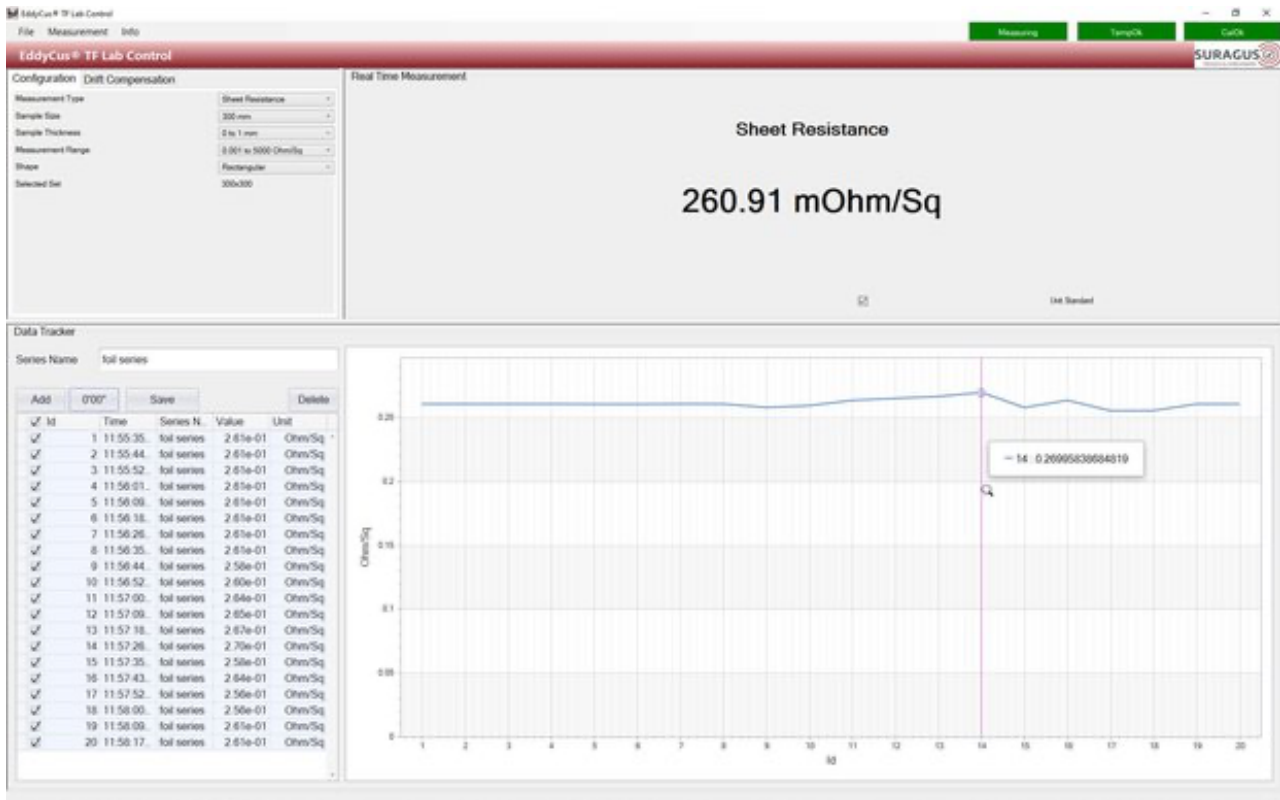 EddyCus® TF Lab Control
File Measurement Info
Measuring TempOk CalOk
EddyCus® TF Lab Control
SURAGUS
Configuration Drift Compensation
Measurement Type Sheet Resistance
Sample Size 300 mm
Sample Thickness 0 to 1 mm
Measurement Range 0.001 to 5000 Ohm/Sq
Shape Rectangular
Selected Set 300x300
Real Time Measurement
Sheet Resistance
260.91 mOhm/Sq
Unit Standard
Data Tracker
Series Name foil series
Add 0'00" Save Delete
Id Time Series N.. Value Unit
1 11:55:35.. foil series 2.61e-01 Ohm/Sq
2 11:55:44.. foil series 2.61e-01 Ohm/Sq
3 11:55:52.. foil series 2.61e-01 Ohm/Sq
4 11:56:01.. foil series 2.61e-01 Ohm/Sq
5 11:56:09.. foil series 2.61e-01 Ohm/Sq
6 11:56:18.. foil series 2.61e-01 Ohm/Sq
7 11:56:26.. foil series 2.61e-01 Ohm/Sq
8 11:56:35.. foil series 2.61e-01 Ohm/Sq
9 11:56:44.. foil series 2.58e-01 Ohm/Sq
10 11:56:52.. foil series 2.60e-01 Ohm/Sq
11 11:57:00.. foil series 2.64e-01 Ohm/Sq
12 11:57:09.. foil series 2.65e-01 Ohm/Sq
13 11:57:18.. foil series 2.67e-01 Ohm/Sq
14 11:57:26.. foil series 2.70e-01 Ohm/Sq
15 11:57:35.. foil series 2.58e-01 Ohm/Sq
16 11:57:43.. foil series 2.64e-01 Ohm/Sq
17 11:57:52.. foil series 2.56e-01 Ohm/Sq
18 11:58:00.. foil series 2.56e-01 Ohm/Sq
19 11:58:09.. foil series 2.61e-01 Ohm/Sq
20 11:58:17.. foil series 2.61e-01 Ohm/Sq
0.25
0.2
0.15
0.1
0.05
0
Ohm/Sq
14 : 0.26995838684819
1 2 3 4 5 6 7 8 9 10 11 12 13 14 15 16 17 18 19 20
Id